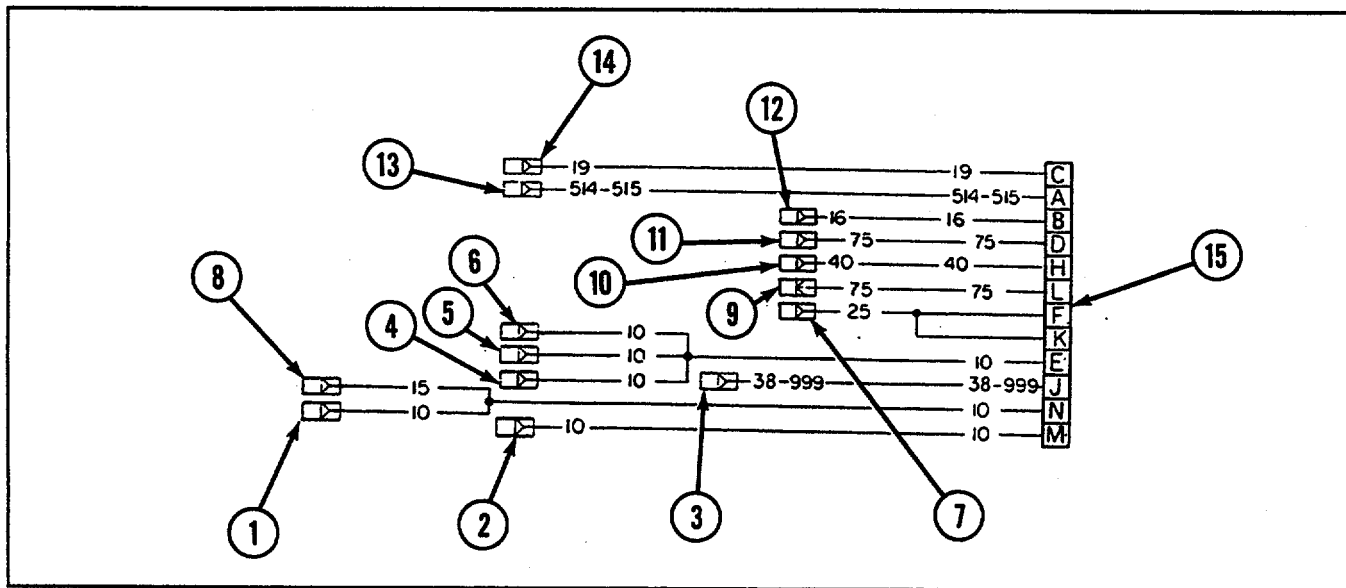 14
12
13
19 19 C
514-515 514-515 A
16 16 B
11 75 75 D
6 10 40 40 H 15
8 5 9 75 75 L
4 25 F
10 K
10 10 E
15 10 38-999 38-999 J
10 10 N
10 10 M
1 2 3 7